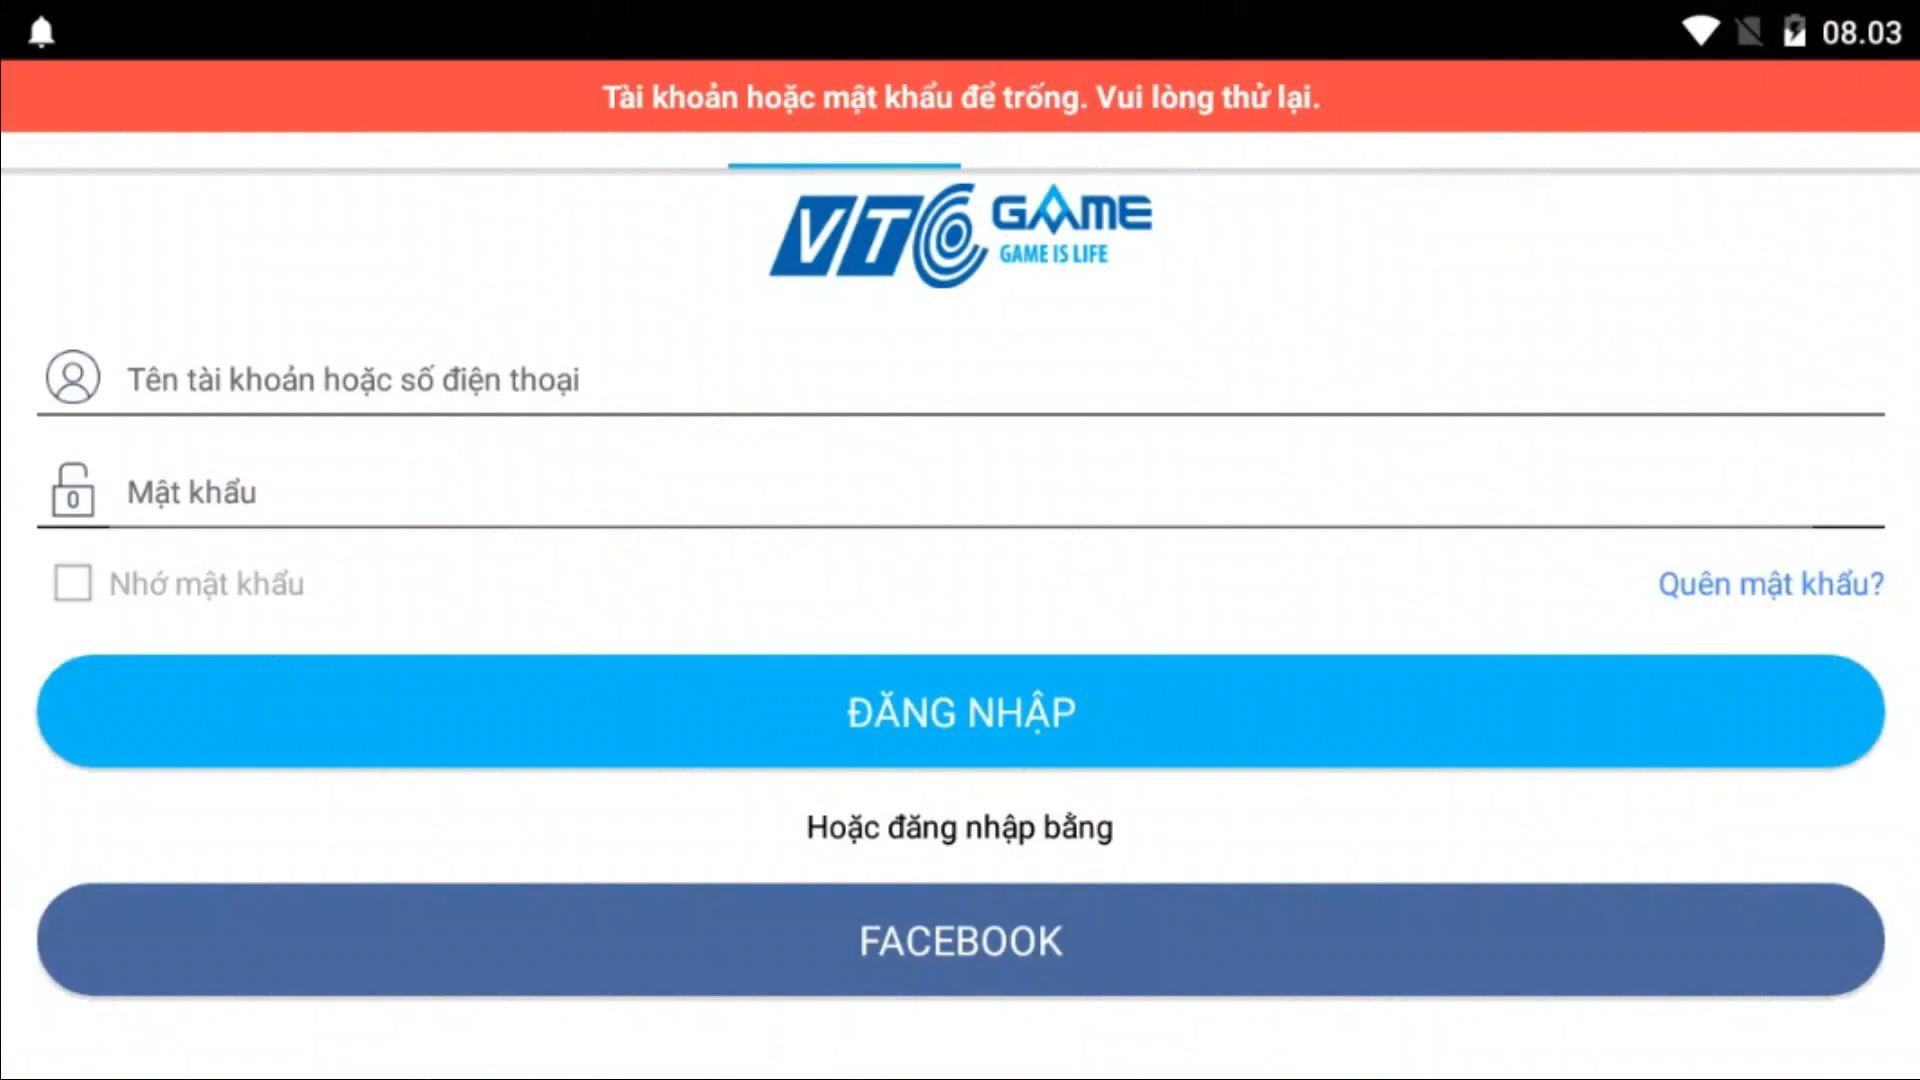 08.03
Tài khoản hoặc mật khẩu để trống. Vui lòng thử lại.
VTC GAME
GAME IS LIFE
Tên tài khoản hoặc số điện thoại
Mật khẩu
Nhớ mật khẩu
Quên mật khẩu?
ĐĂNG NHẬP
Hoặc đăng nhập bằng
FACEBOOK